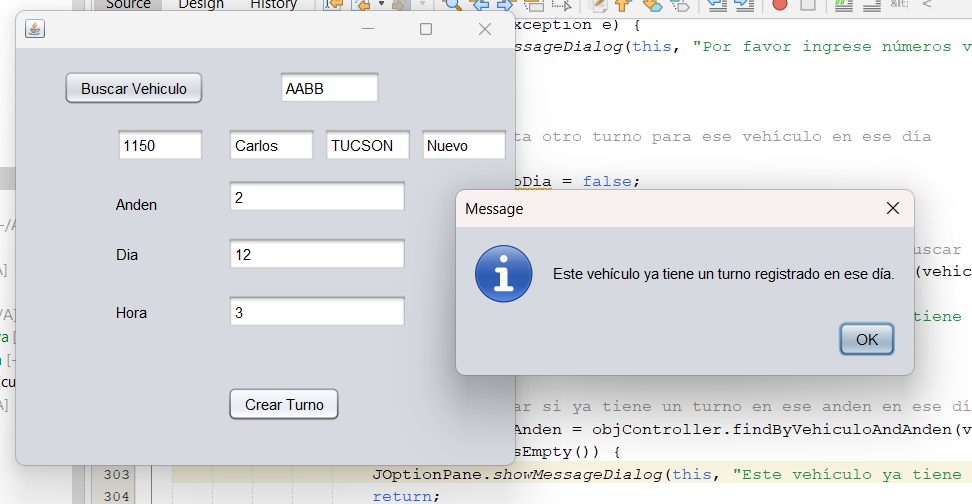 Source Design History
Exception e) {
ssageDialog(this, "Por favor ingrese números v
Buscar Vehiculo AABB
ta otro turno para ese vehículo en ese día
1150 Carlos TUCSON Nuevo
oDia = false;
Anden 2
Message
Dia 12
uscar
Este vehículo ya tiene un turno registrado en ese día.
(vehic
Hora 3
tiene
OK
Crear Turno
ar si ya tiene un turno en ese anden en ese dí
Anden = objController.findByVehiculoAndAnden(v
sEmpty()) {
303 JOptionPane.showMessageDialog(this, "Este vehículo ya tiene
304 return;